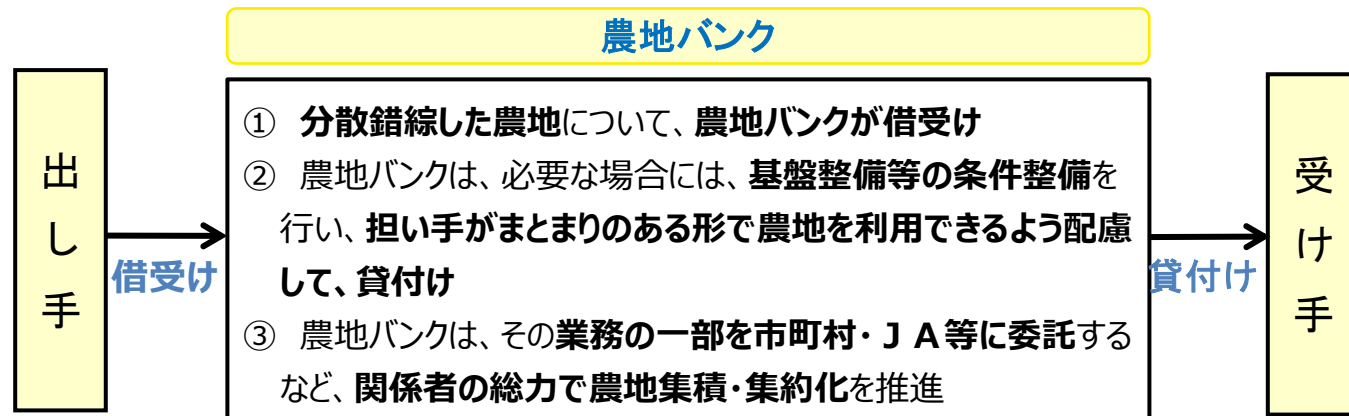 農地バンク
出し手
借受け
① 分散錯綜した農地について、農地バンクが借受け
② 農地バンクは、必要な場合には、基盤整備等の条件整備を
行い、担い手がまとまりのある形で農地を利用できるよう配慮
して、貸付け
③ 農地バンクは、その業務の一部を市町村・ＪＡ等に委託する
など、関係者の総力で農地集積・集約化を推進
貸付け
受け手